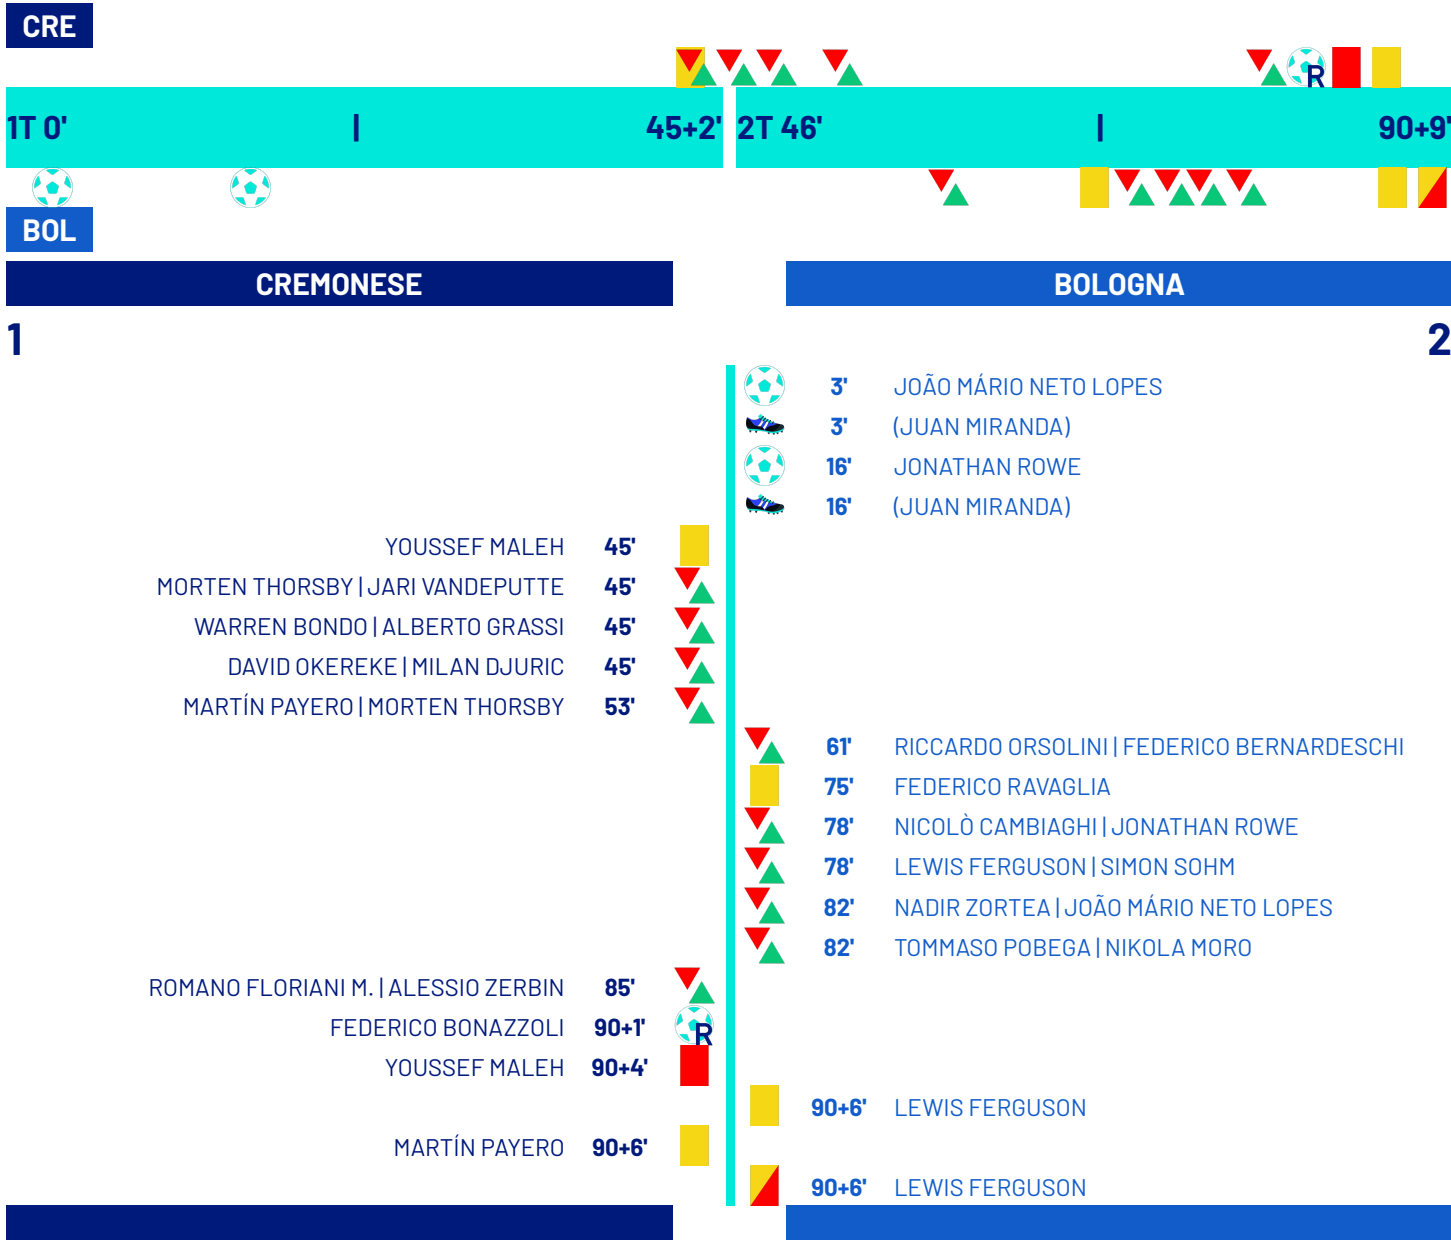 CRE
R
1T 0' | 45+2' 2T 46' | 90+9'
BOL
CREMONESE BOLOGNA
1 2
3' JOÃO MÁRIO NETO LOPES
3' (JUAN MIRANDA)
16' JONATHAN ROWE
16' (JUAN MIRANDA)
YOUSSEF MALEH 45'
MORTEN THORSBY | JARI VANDEPUTTE 45'
WARREN BONDO | ALBERTO GRASSI 45'
DAVID OKEREKE | MILAN DJURIC 45'
MARTÍN PAYERO | MORTEN THORSBY 53'
61' RICCARDO ORSOLINI | FEDERICO BERNARDESCHI
75' FEDERICO RAVAGLIA
78' NICOLÒ CAMBIAGHI | JONATHAN ROWE
78' LEWIS FERGUSON | SIMON SOHM
82' NADIR ZORTEA | JOÃO MÁRIO NETO LOPES
82' TOMMASO POBEGA | NIKOLA MORO
ROMANO FLORIANI M. | ALESSIO ZERBIN 85'
FEDERICO BONAZZOLI 90+1' R
YOUSSEF MALEH 90+4'
90+6' LEWIS FERGUSON
MARTÍN PAYERO 90+6'
90+6' LEWIS FERGUSON